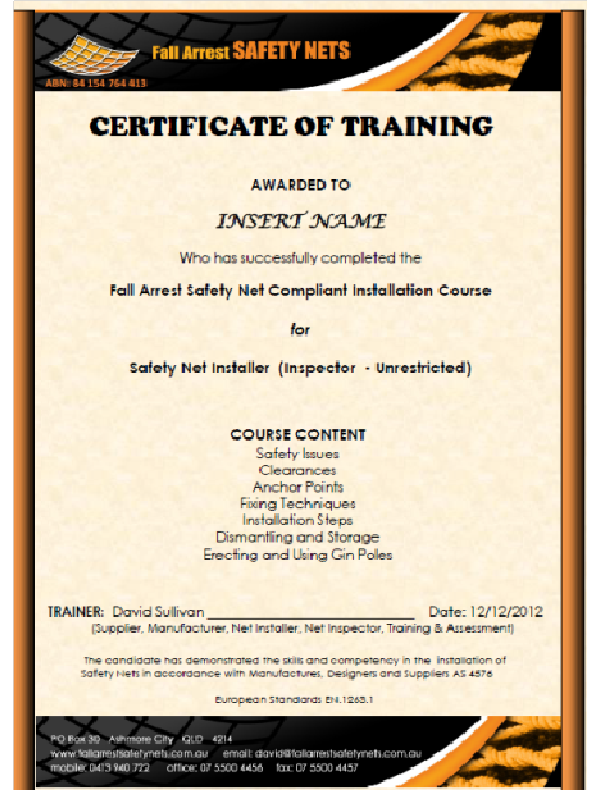 Fall Arrest SAFETY NETS
ABN: 84 154 764 413
CERTIFICATE OF TRAINING
AWARDED TO
INSERT NAME
Who has successfully completed the
Fall Arrest Safety Net Compliant Installation Course
for
Safety Net Installer (Inspector - Unrestricted)
COURSE CONTENT
Safety Issues
Clearances
Anchor Points
Fixing Techniques
Installation Steps
Dismantling and Storage
Erecting and Using Gin Poles
TRAINER: David Sullivan Date: 12/12/2012
(Supplier, Manufacturer, Net Installer, Net Inspector, Training & Assessment)
The candidate has demonstrated the skills and competency in the installation of
Safety Nets in accordance with Manufactures, Designers and Suppliers AS 4576
European Standards EN.1263.1
PO Box 30 Ashmore City QLD 4214
www.fallarrestsafetynets.com.au email: david@fallarrestsafetynets.com.au
mobile: 0413 940 722 office: 07 5500 4456 fax: 07 5500 4457